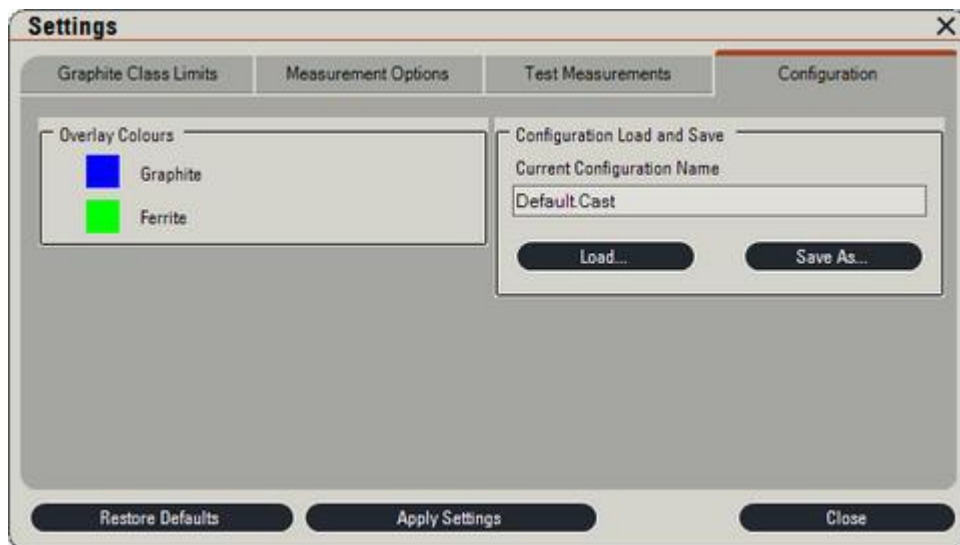 Settings
Graphite Class Limits
Measurement Options
Test Measurements
Configuration
Overlay Colours
Graphite
Ferrite
Configuration Load and Save
Current Configuration Name
Default.Cast
Load...
Save As...
Restore Defaults
Apply Settings
Close